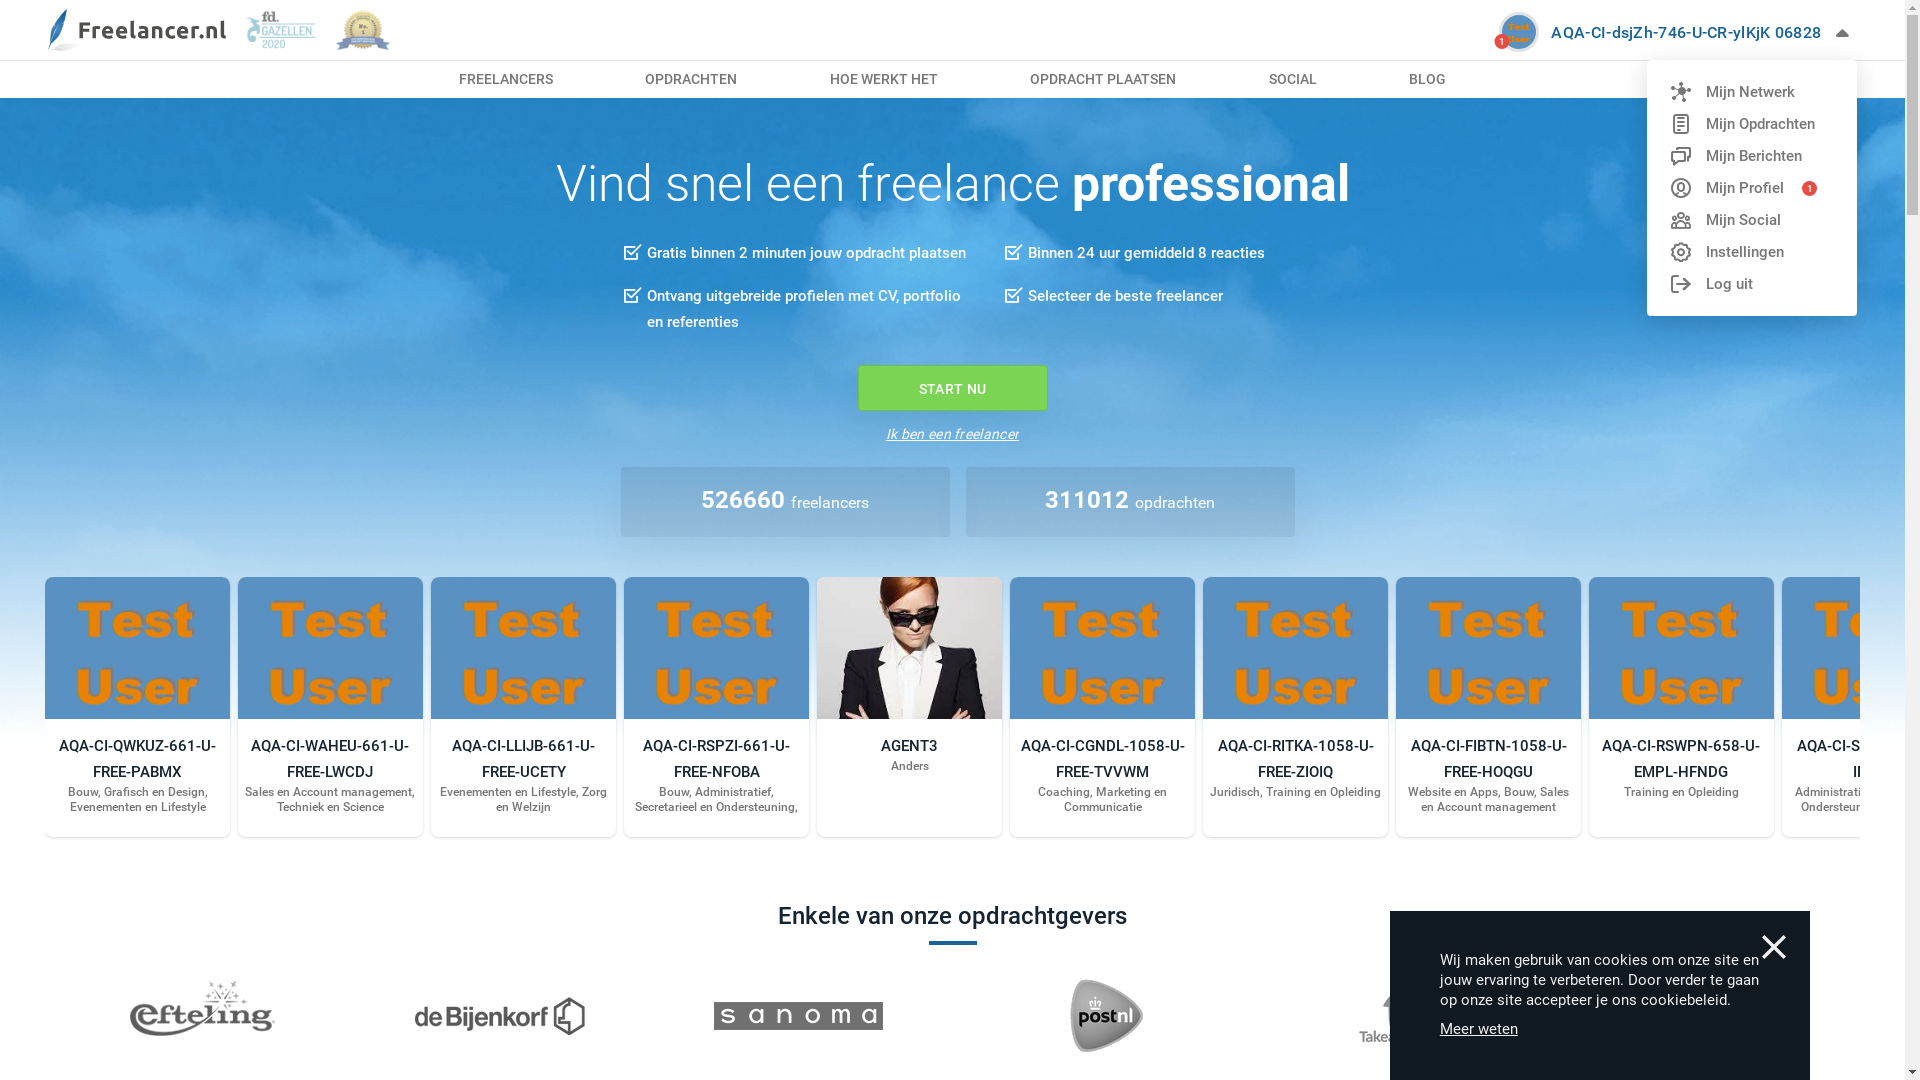 Freelancer.nl
fd.
GAZELLEN
2020
1
AQA-CI-dsjZh-746-U-CR-ylKjK 06828
FREELANCERS
OPDRACHTEN
HOE WERKT HET
OPDRACHT PLAATSEN
SOCIAL
BLOG
Mijn Netwerk
Mijn Opdrachten
Mijn Berichten
Mijn Profiel 1
Mijn Social
Instellingen
Log uit
Vind snel een freelance professional
Gratis binnen 2 minuten jouw opdracht plaatsen
Binnen 24 uur gemiddeld 8 reacties
Ontvang uitgebreide profielen met CV, portfolio
en referenties
Selecteer de beste freelancer
START NU
Ik ben een freelancer
526660 freelancers
311012 opdrachten
Test
User
AQA-CI-QWKUZ-661-U-
FREE-PABMX
Bouw, Grafisch en Design,
Evenementen en Lifestyle
Test
User
AQA-CI-WAHEU-661-U-
FREE-LWCDJ
Sales en Account management,
Techniek en Science
Test
User
AQA-CI-LLIJB-661-U-
FREE-UCETY
Evenementen en Lifestyle, Zorg
en Welzijn
Test
User
AQA-CI-RSPZI-661-U-
FREE-NFOBA
Bouw, Administratief,
Secretarieel en Ondersteuning,
AGENT3
Anders
Test
User
AQA-CI-CGNDL-1058-U-
FREE-TVVWM
Coaching, Marketing en
Communicatie
Test
User
AQA-CI-RITKA-1058-U-
FREE-ZIOIQ
Juridisch, Training en Opleiding
Test
User
AQA-CI-FIBTN-1058-U-
FREE-HOQGU
Website en Apps, Bouw, Sales
en Account management
Test
User
AQA-CI-RSWPN-658-U-
EMPL-HFNDG
Training en Opleiding
AQA-CI-S
Enkele van onze opdrachtgevers
efteling
de Bijenkorf
sanoma
postnl
Wij maken gebruik van cookies om onze site en
jouw ervaring te verbeteren. Door verder te gaan
op onze site accepteer je ons cookiebeleid.
Meer weten